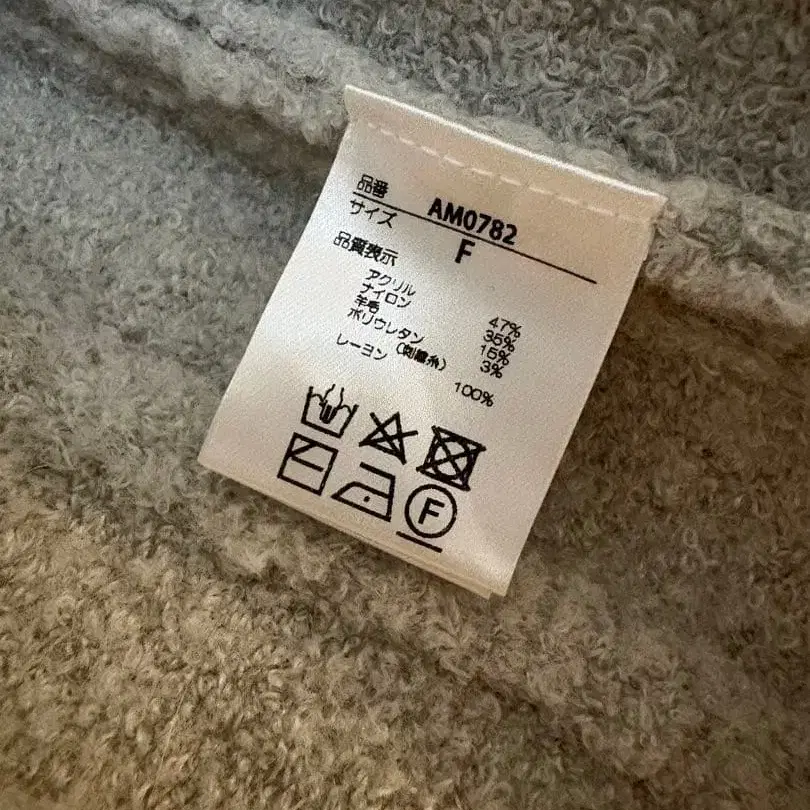 品番 AM0782
サイズ F
品質表示
アクリル 47%
ナイロン 35%
羊毛 15%
ポリウレタン 3%
(刺繍糸)
レーヨン 100%
F